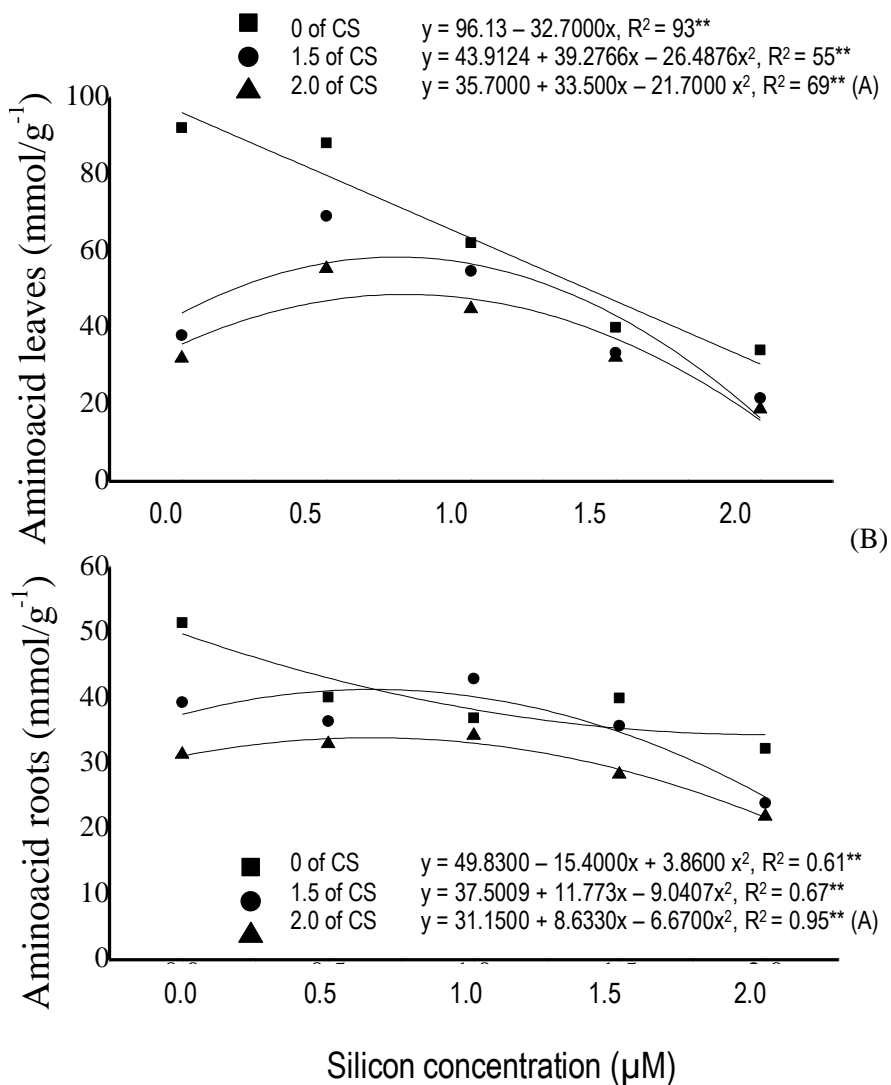 0 of CS y = 96.13 – 32.7000x, R² = 93**
1.5 of CS y = 43.9124 + 39.2766x – 26.4876x², R² = 55**
2.0 of CS y = 35.7000 + 33.500x – 21.7000 x², R² = 69** (A)
Aminoacid leaves (mmol/g⁻¹)
100
80
60
40
20
0
0.0 0.5 1.0 1.5 2.0
(B)
Aminoacid roots (mmol/g⁻¹)
60
50
40
30
20
10
0
0 of CS y = 49.8300 – 15.4000x + 3.8600 x², R² = 0.61**
1.5 of CS y = 37.5009 + 11.773x – 9.0407x², R² = 0.67**
2.0 of CS y = 31.1500 + 8.6330x – 6.6700x², R² = 0.95** (A)
0.0 0.5 1.0 1.5 2.0
Silicon concentration (µM)